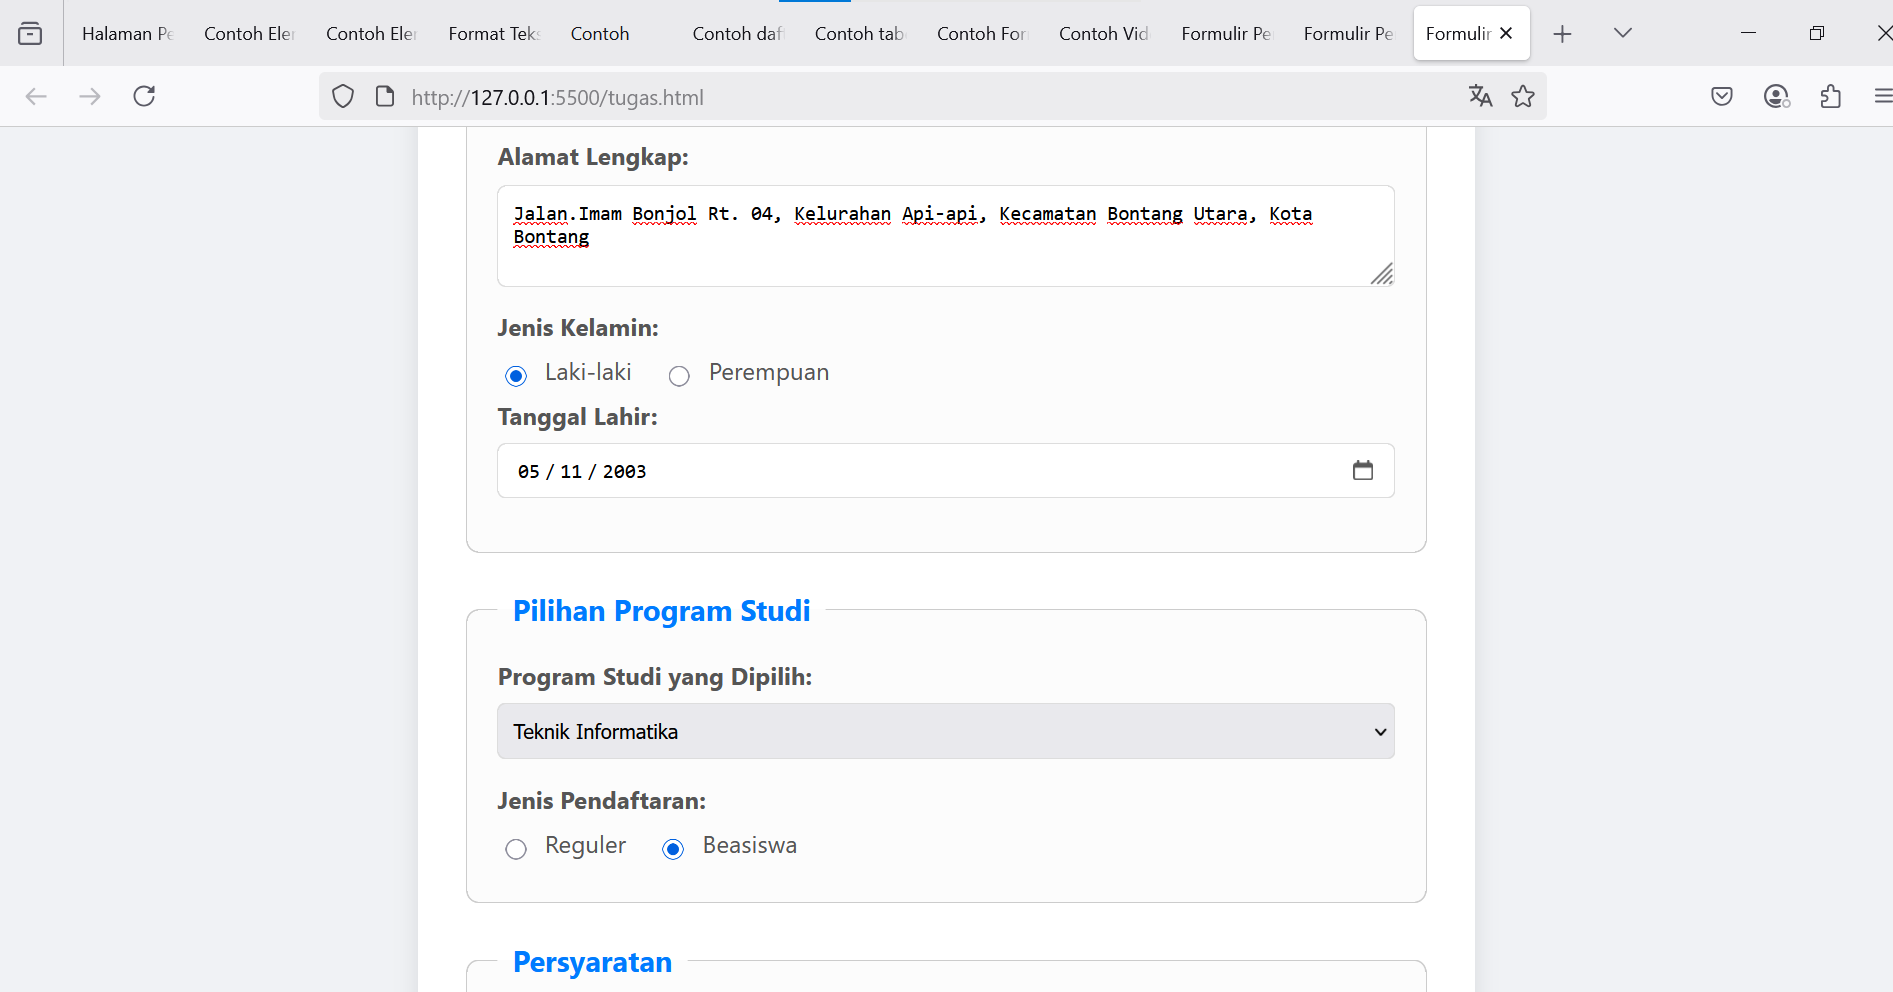 Halaman Pe
Contoh Eler
Contoh Eler
Format Teks
Contoh
Contoh daf
Contoh tab
Contoh For
Contoh Vid
Formulir Pe
Formulir Pe
Formulir
http://127.0.0.1:5500/tugas.html
Alamat Lengkap:
Jalan.Imam Bonjol Rt. 04, Kelurahan Api-api, Kecamatan Bontang Utara, Kota
Bontang
Jenis Kelamin:
Laki-laki Perempuan
Tanggal Lahir:
05 / 11 / 2003
Pilihan Program Studi
Program Studi yang Dipilih:
Teknik Informatika
Jenis Pendaftaran:
Reguler Beasiswa
Persyaratan